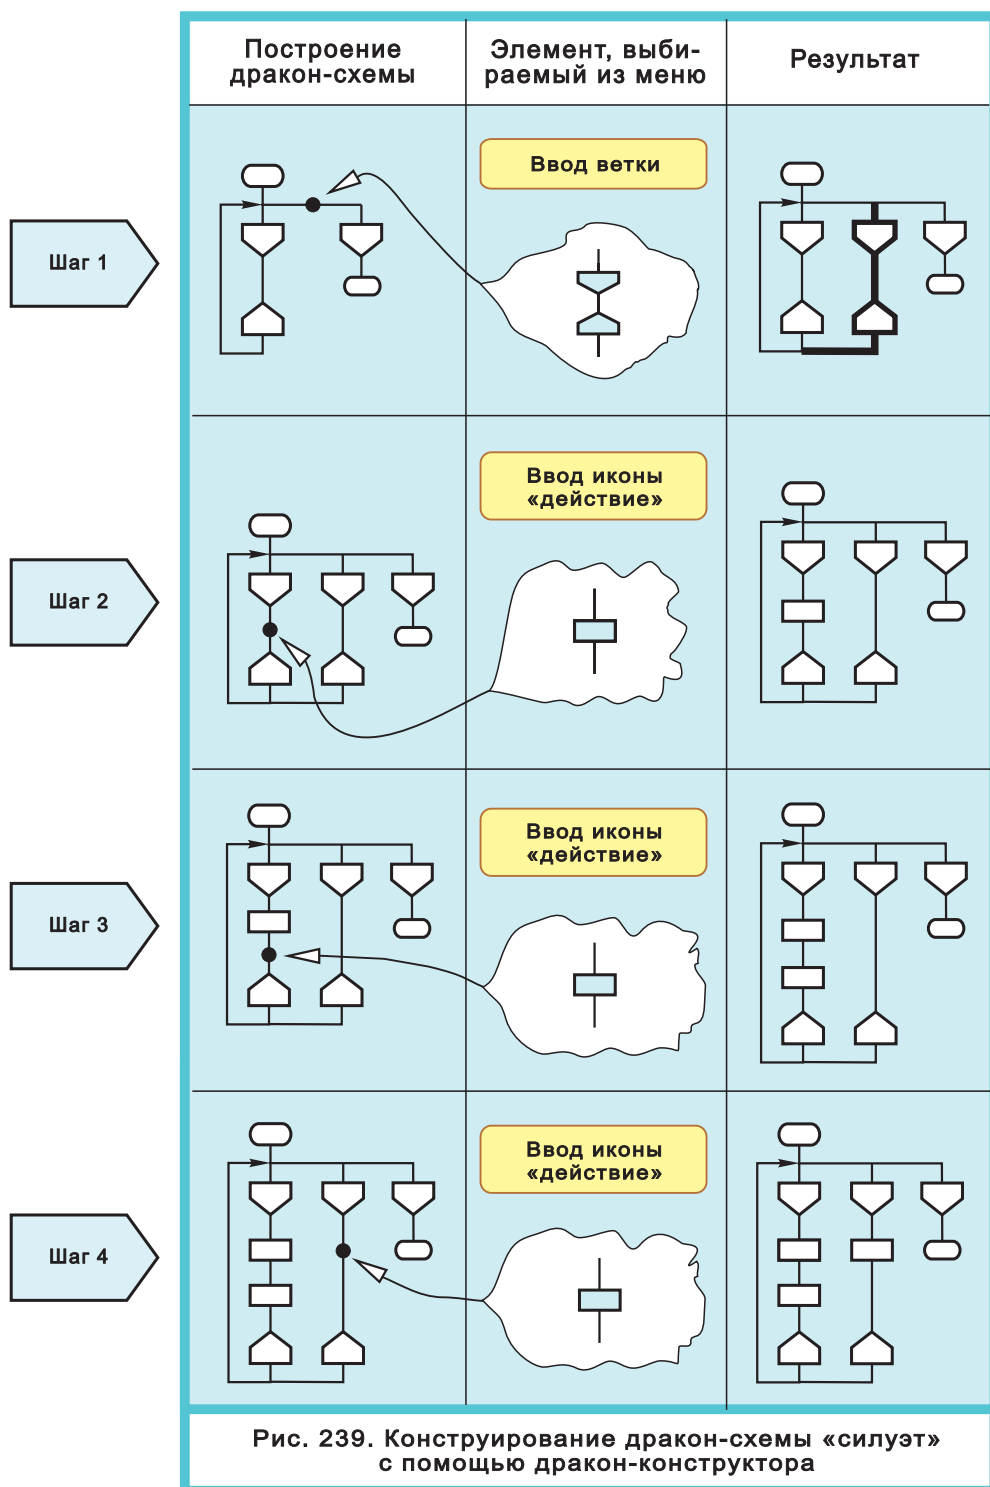 Построение
дракон-схемы
Элемент, выби-
раемый из меню
Результат
Шаг 1
Ввод ветки
Шаг 2
Ввод иконы
«действие»
Шаг 3
Ввод иконы
«действие»
Шаг 4
Ввод иконы
«действие»
Рис. 239. Конструирование дракон-схемы «силуэт»
с помощью дракон-конструктора